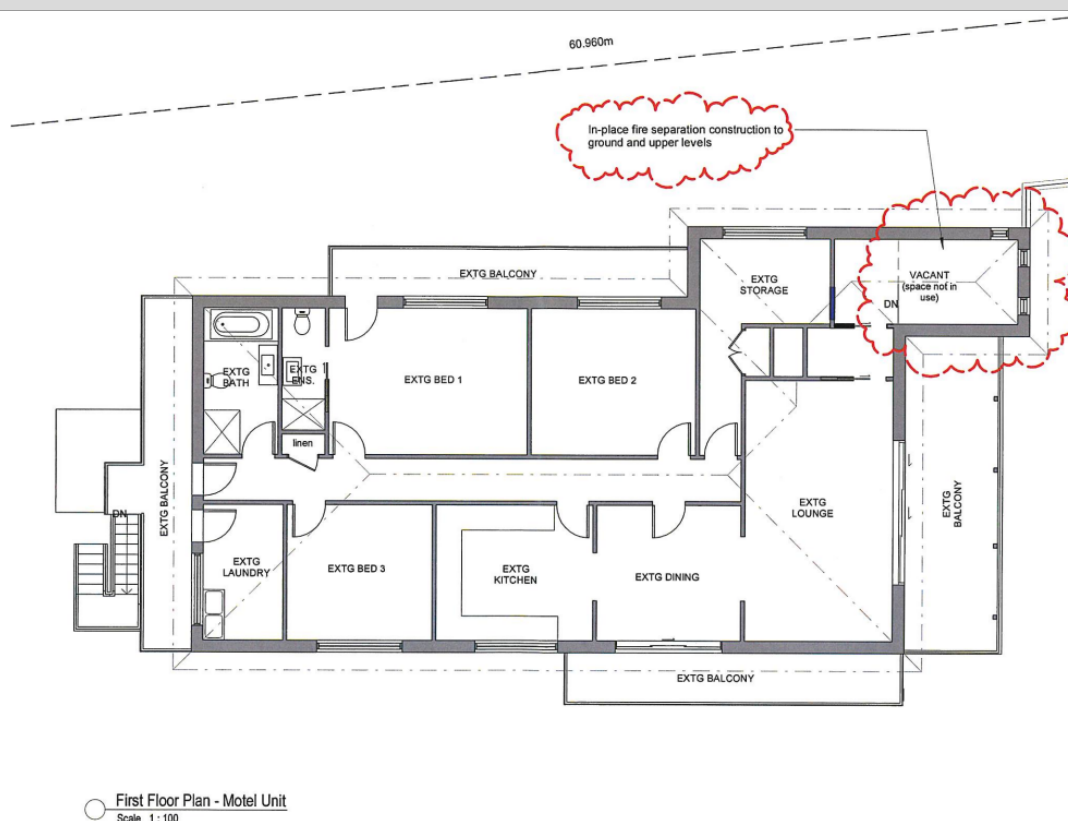 60.960m
In-place fire separation construction to
ground and upper levels
EXTG BALCONY
EXTG
STORAGE
VACANT
(space not in
use)
DN
EXTG
BATH
EXTG
ENS.
EXTG BED 1
EXTG BED 2
linen
EXTG BALCONY
DN
EXTG
LOUNGE
EXTG
BALCONY
EXTG
LAUNDRY
EXTG BED 3
EXTG
KITCHEN
EXTG DINING
EXTG BALCONY
First Floor Plan - Motel Unit
Scale 1 : 100